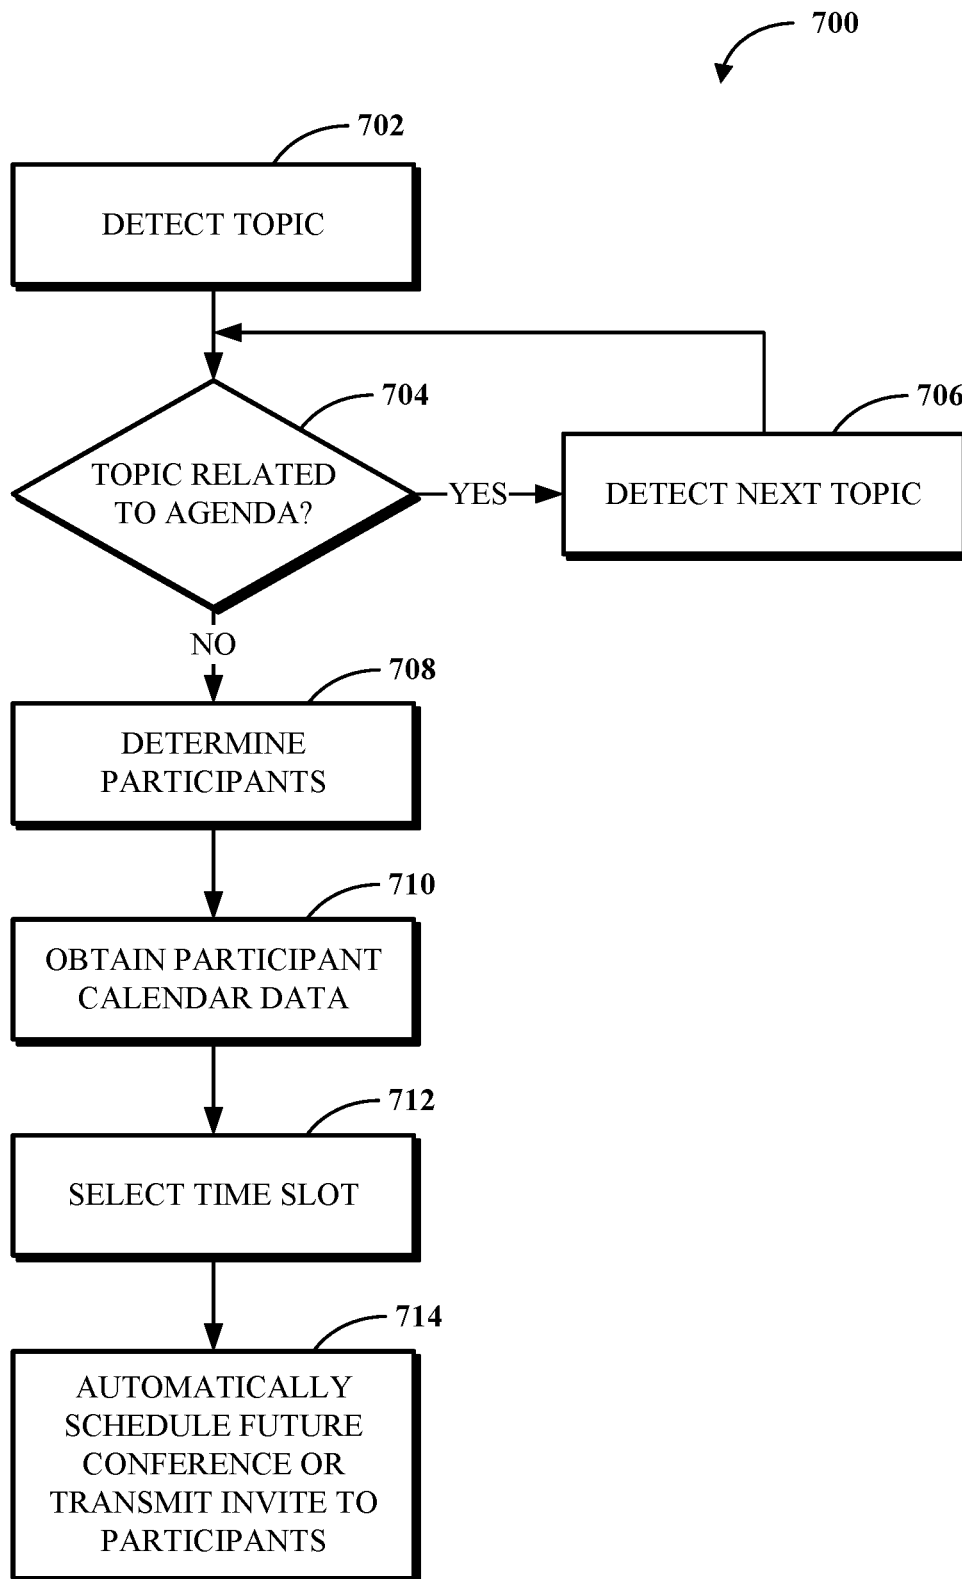 700
702
DETECT TOPIC
704
TOPIC RELATED
TO AGENDA?
YES
706
DETECT NEXT TOPIC
NO
708
DETERMINE
PARTICIPANTS
710
OBTAIN PARTICIPANT
CALENDAR DATA
712
SELECT TIME SLOT
714
AUTOMATICALLY
SCHEDULE FUTURE
CONFERENCE OR
TRANSMIT INVITE TO
PARTICIPANTS